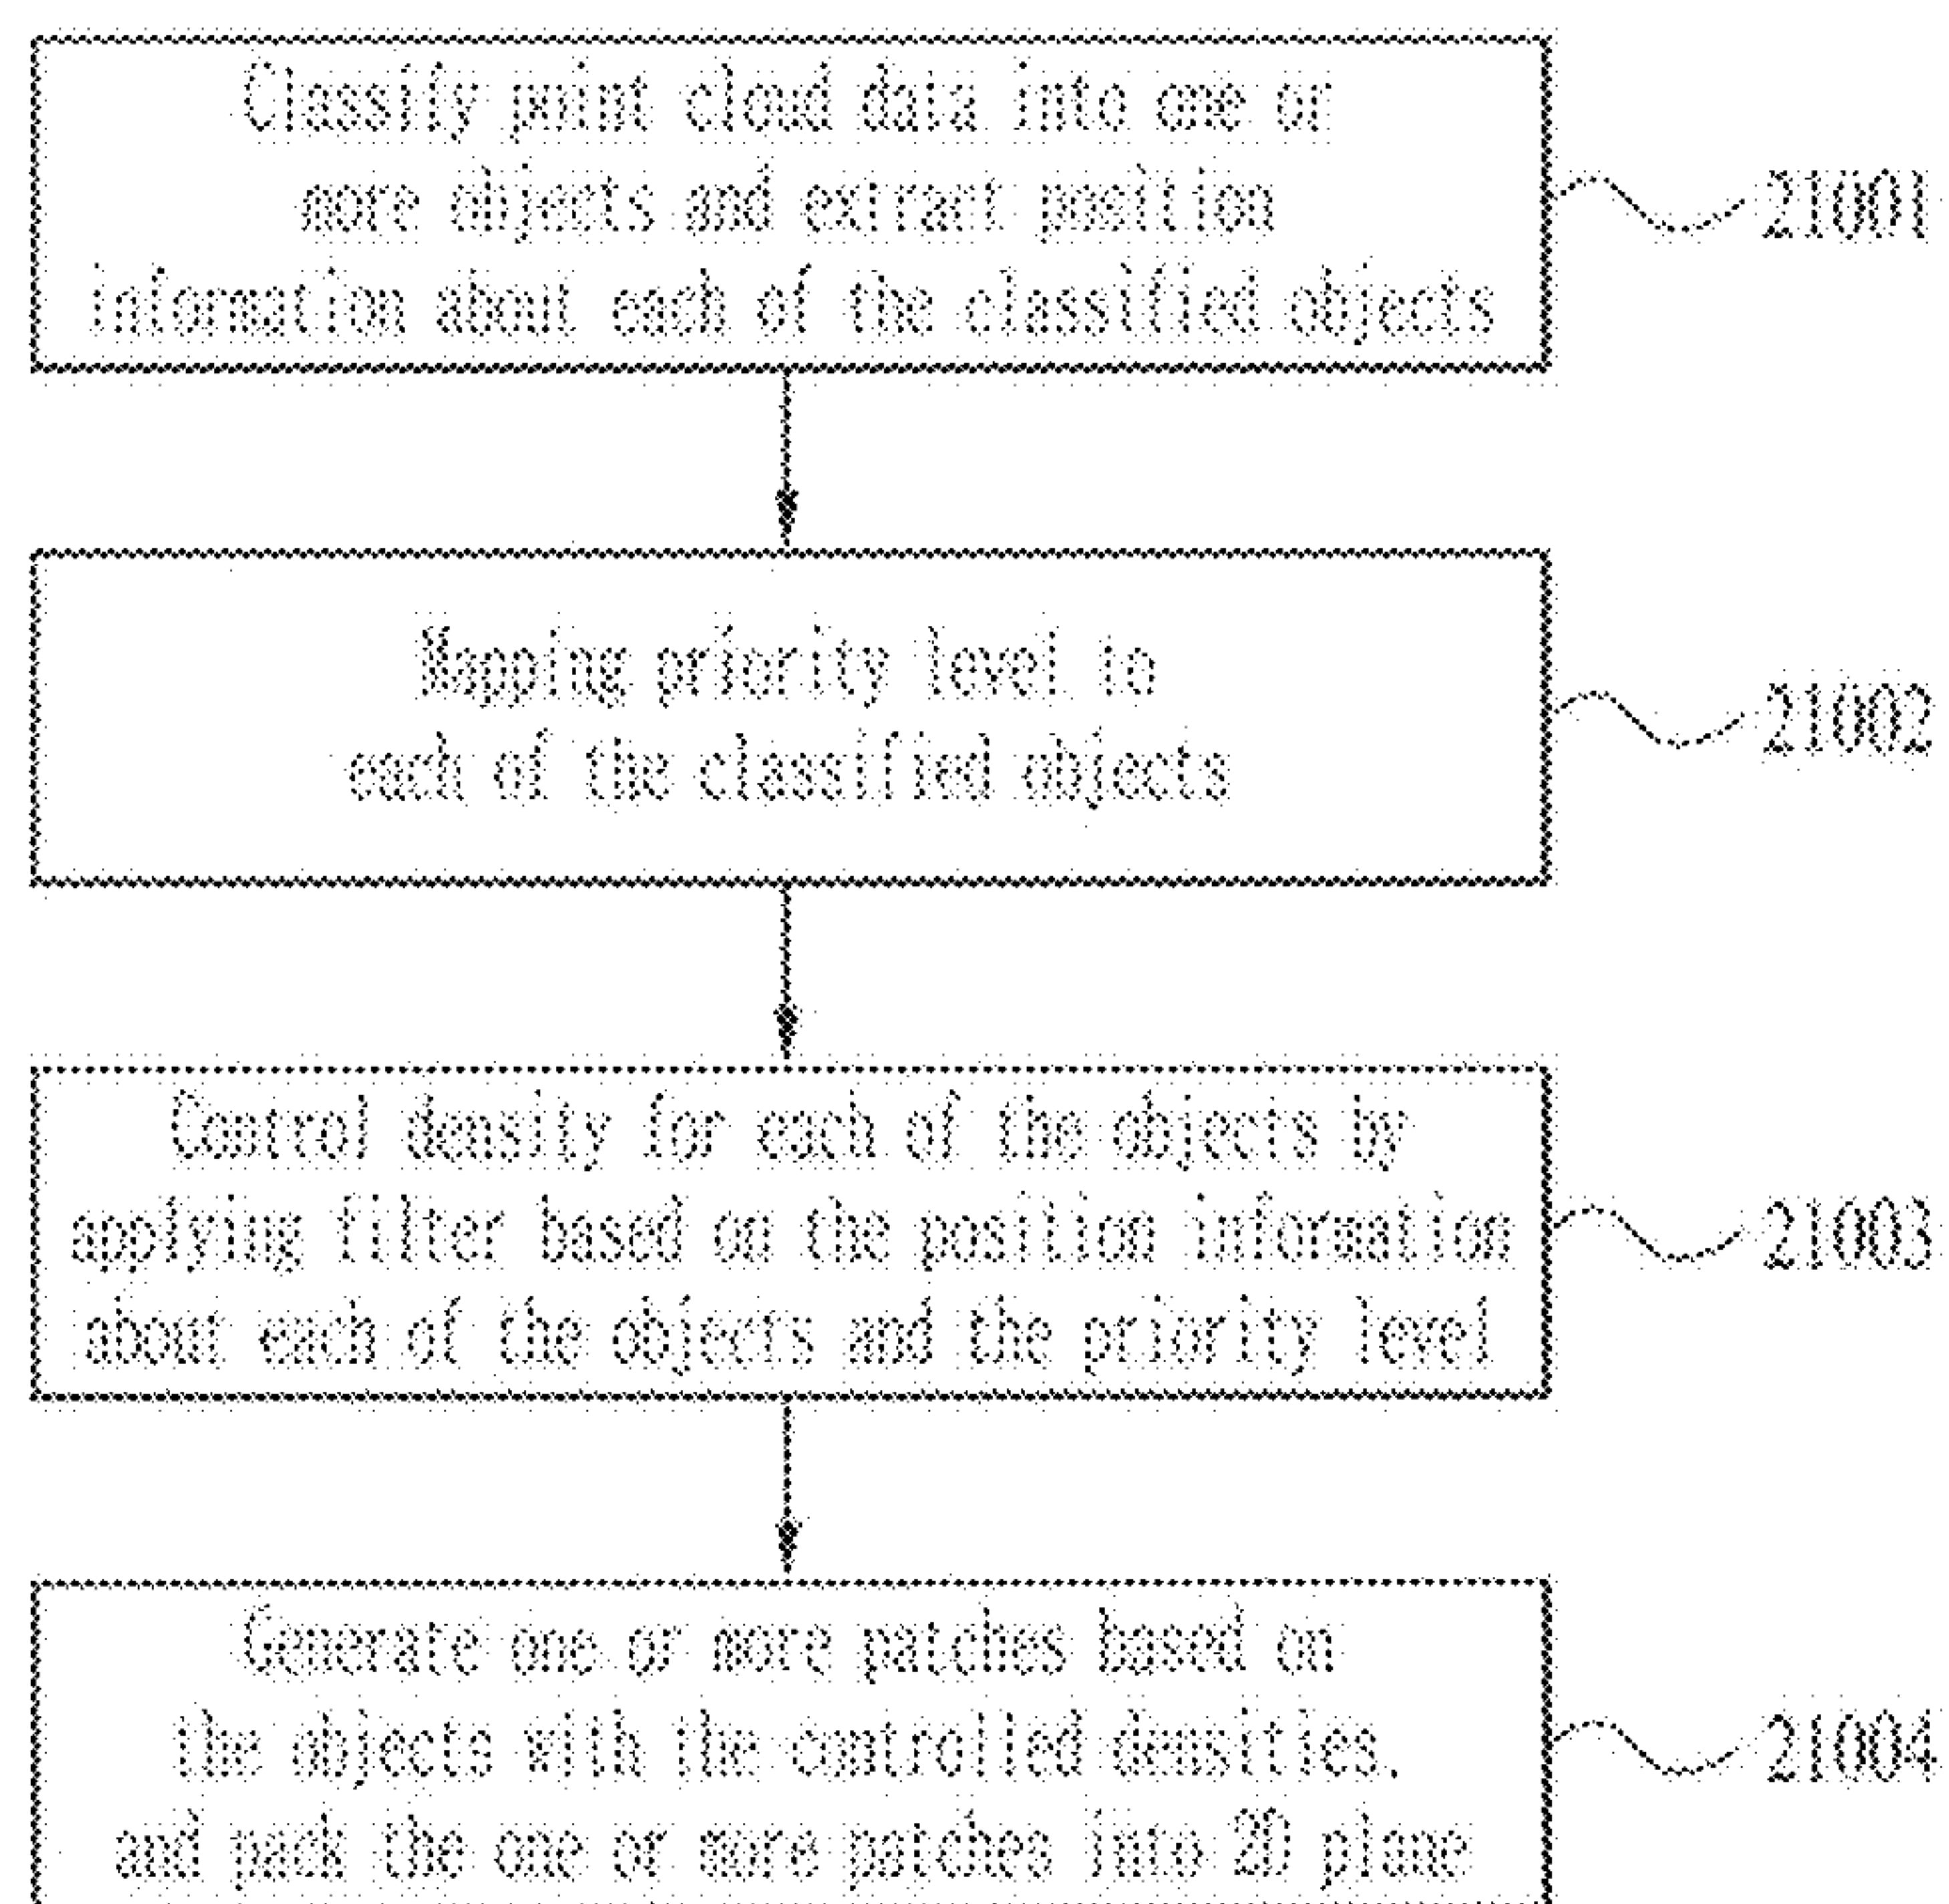 Classify point cloud data into one or
more objects and extract position
information about each of the classified objects
21001
Mapping priority level to
each of the classified objects
21002
Control density for each of the objects by
applying filter based on the position information
about each of the objects and the priority level
21003
Generate one or more patches based on
the objects with the controlled densities,
and pack the one or more patches into 2D plane
21004